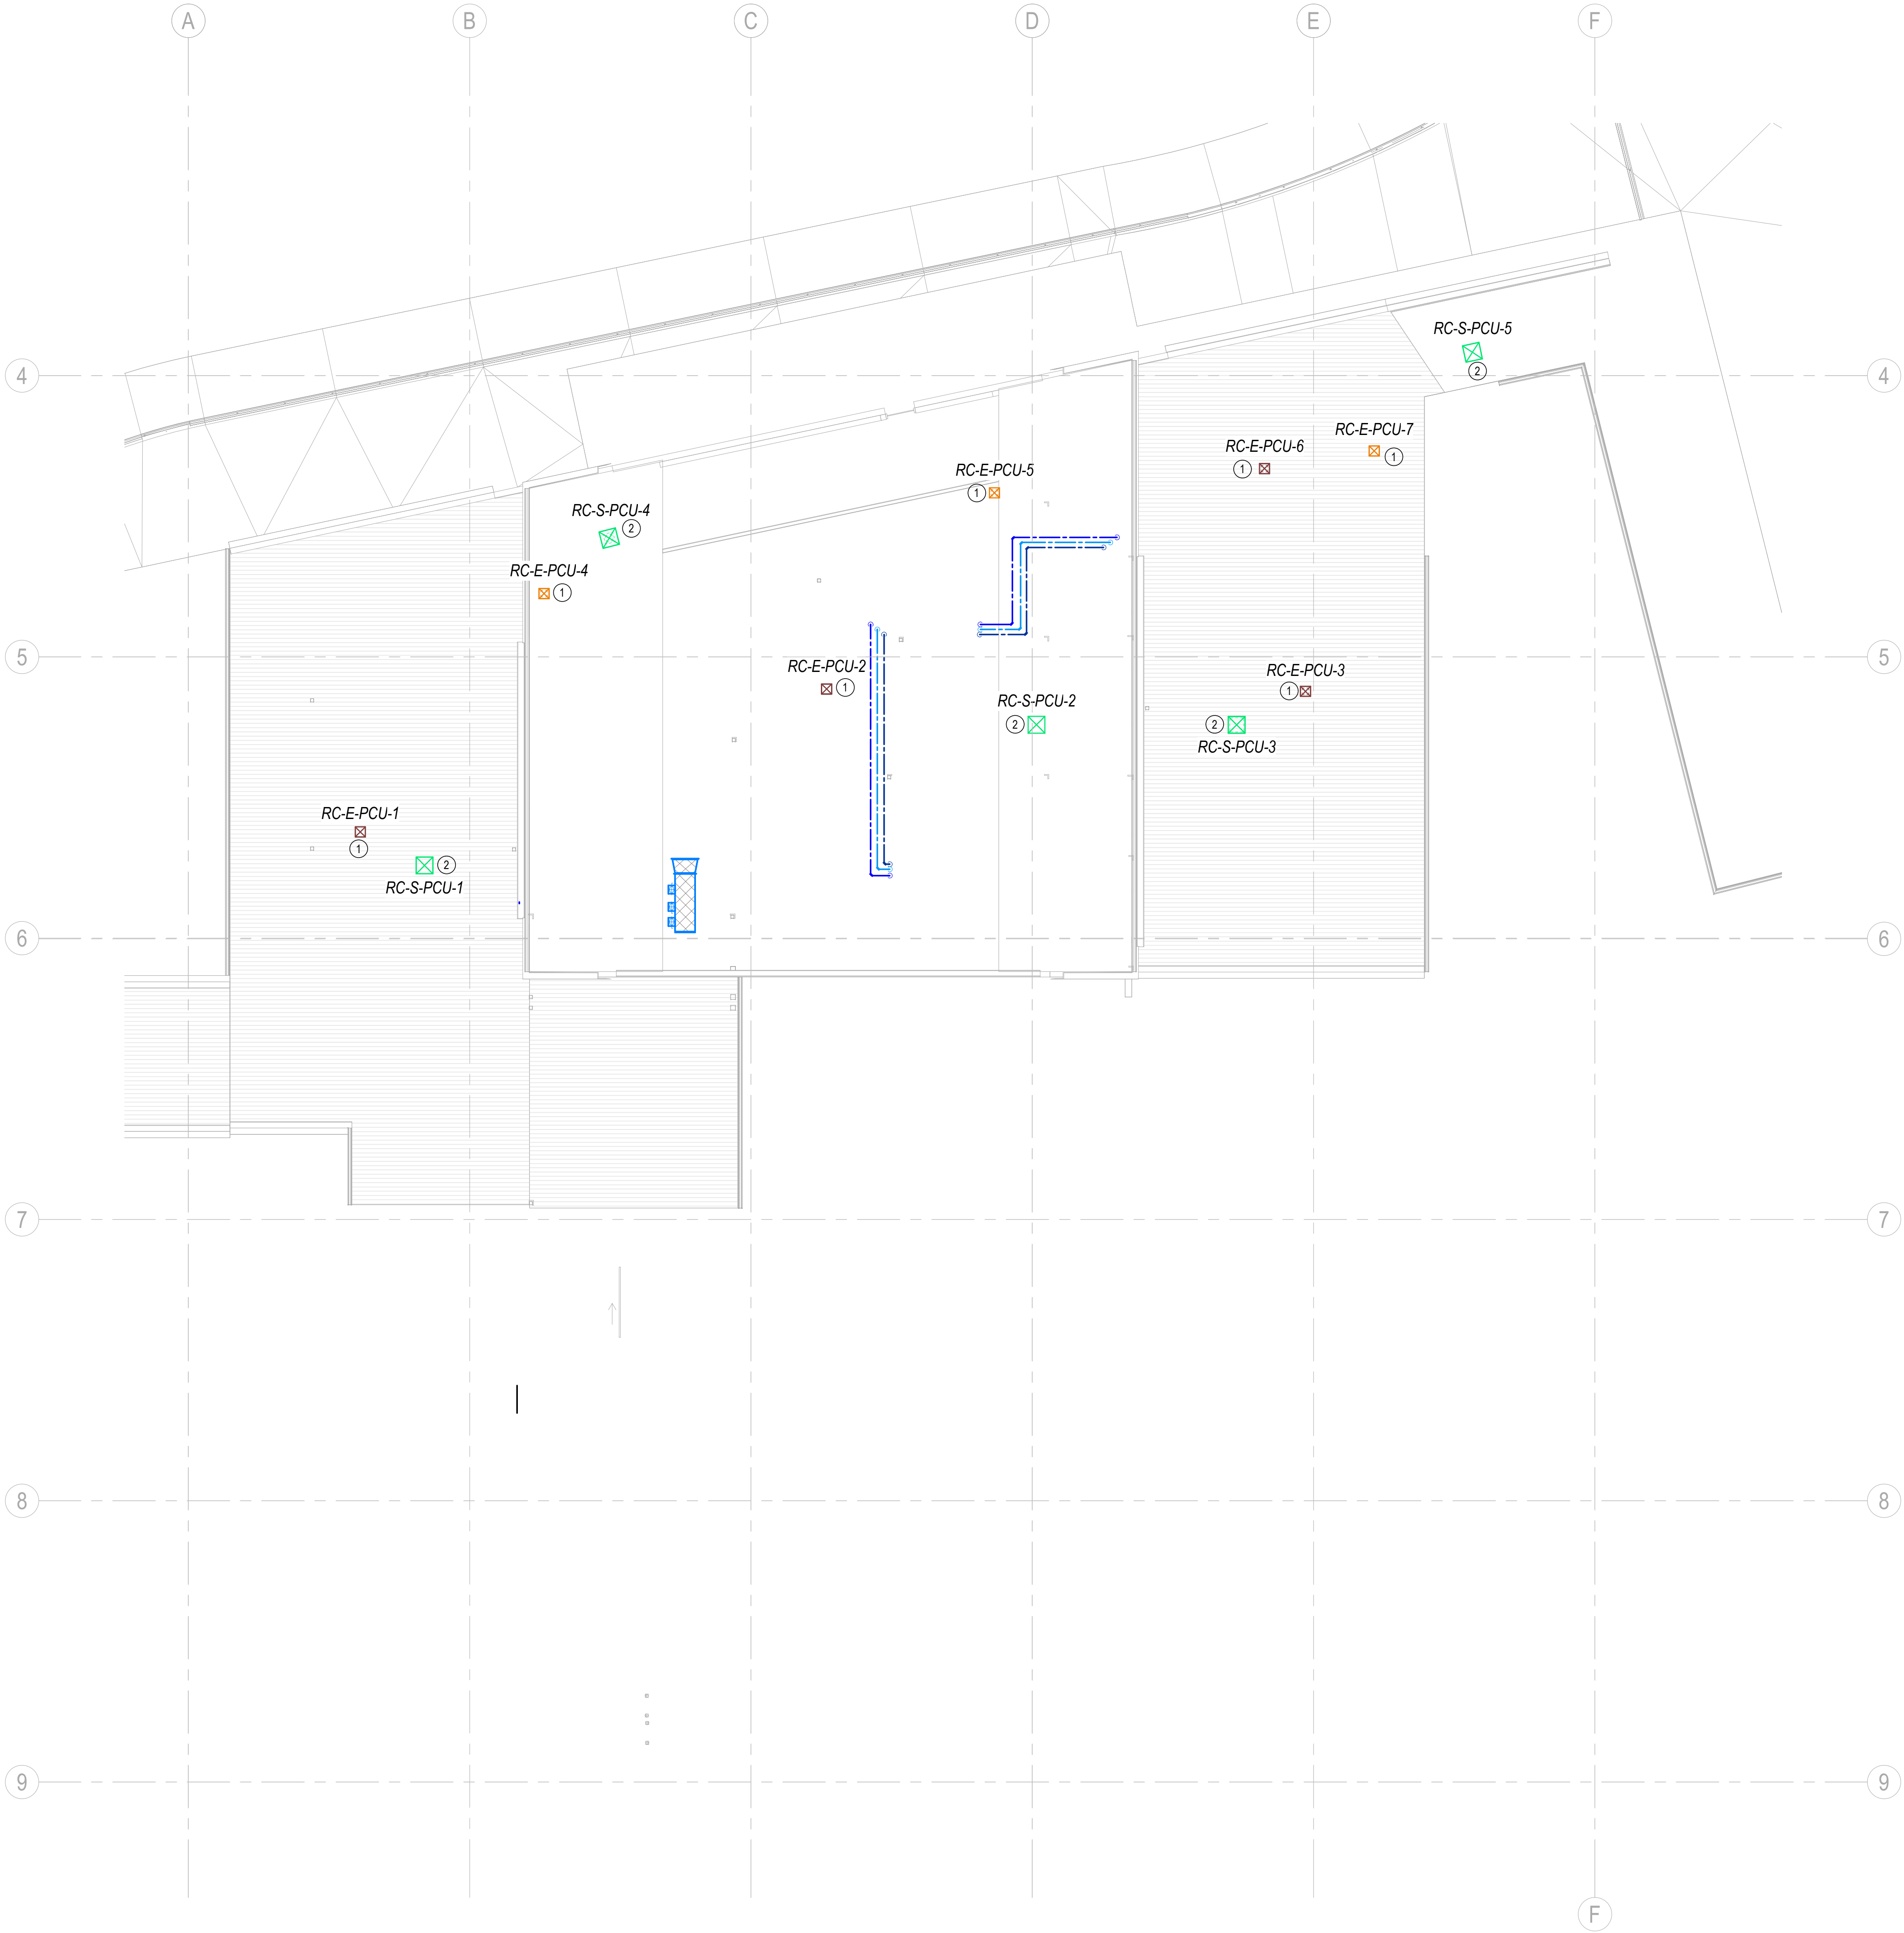 A B C D E F
RC-S-PCU-5
2
4 4
RC-E-PCU-7
1
RC-E-PCU-6
1
RC-E-PCU-5
1
RC-S-PCU-4
2
RC-E-PCU-4
1
5 5
RC-E-PCU-2
1
RC-E-PCU-3
1
RC-S-PCU-2
2
2
RC-S-PCU-3
RC-E-PCU-1
1
2
RC-S-PCU-1
6 6
7 7
8 8
9 9
F